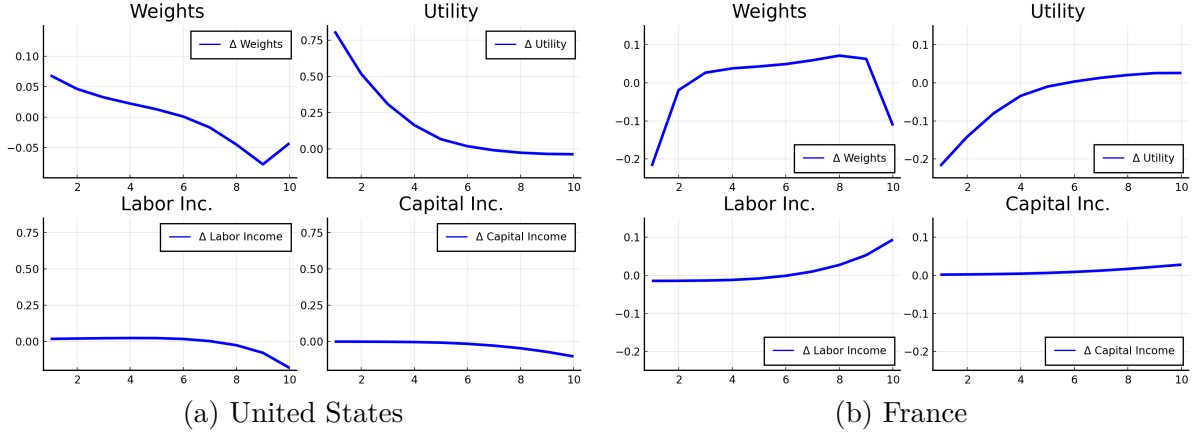 Weights
Δ Weights
0.10
0.05
0.00
−0.05
2 4 6 8 10
Utility
Δ Utility
0.75
0.50
0.25
0.00
2 4 6 8 10
Labor Inc.
Δ Labor Income
0.75
0.50
0.25
0.00
2 4 6 8 10
Capital Inc.
Δ Capital Income
0.75
0.50
0.25
0.00
2 4 6 8 10
(a) United States
Weights
0.1
0.0
−0.1
−0.2
Δ Weights
2 4 6 8 10
Utility
0.1
0.0
−0.1
−0.2
Δ Utility
2 4 6 8 10
Labor Inc.
0.1
0.0
−0.1
−0.2
Δ Labor Income
2 4 6 8 10
Capital Inc.
0.1
0.0
−0.1
−0.2
Δ Capital Income
2 4 6 8 10
(b) France